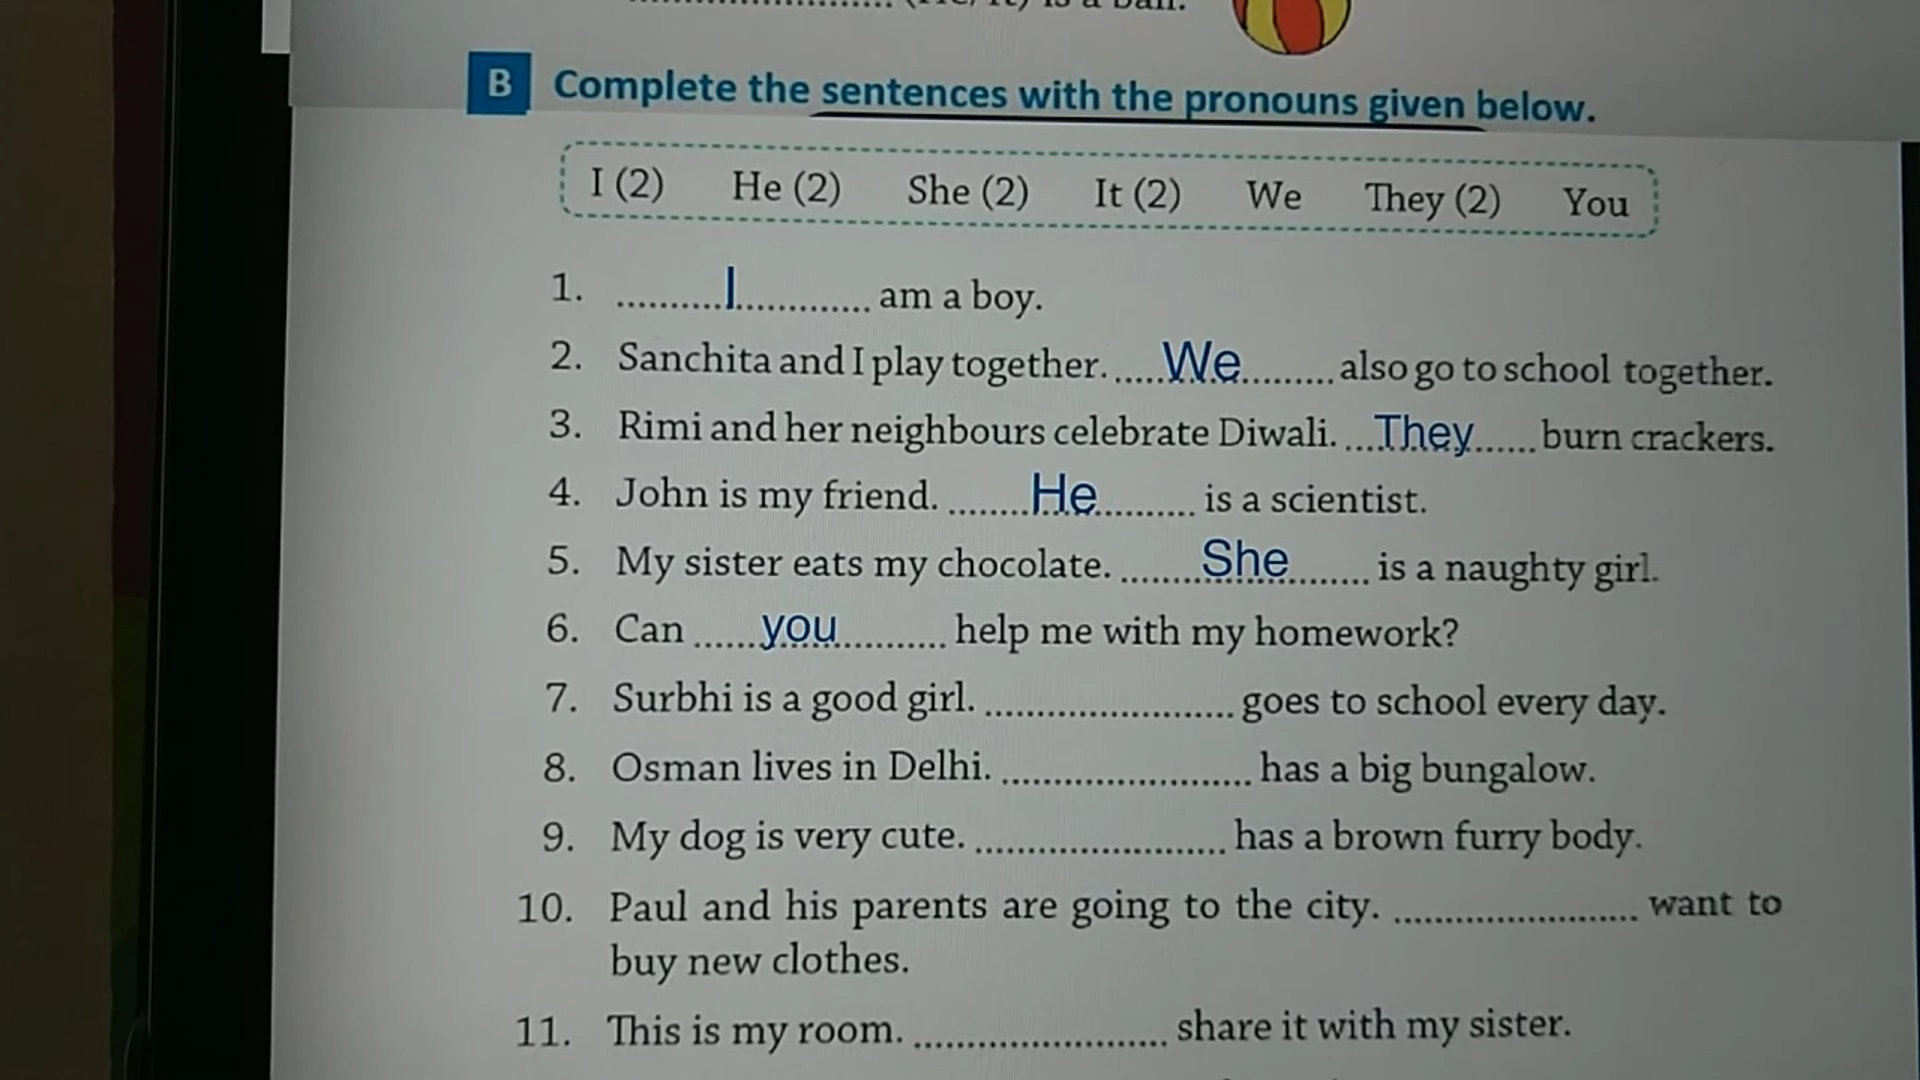 is a ball.
B Complete the sentences with the pronouns given below.
I (2) He (2) She (2) It (2) We They (2) You
1. ..........I............. am a boy.
2. Sanchita and I play together. .....We......... also go to school together.
3. Rimi and her neighbours celebrate Diwali. ...They...... burn crackers.
4. John is my friend. ........He.......... is a scientist.
5. My sister eats my chocolate. ........She........ is a naughty girl.
6. Can ......you.......... help me with my homework?
7. Surbhi is a good girl. ........................ goes to school every day.
8. Osman lives in Delhi. ........................ has a big bungalow.
9. My dog is very cute. ........................ has a brown furry body.
10. Paul and his parents are going to the city. ........................ want to
buy new clothes.
11. This is my room. ........................ share it with my sister.